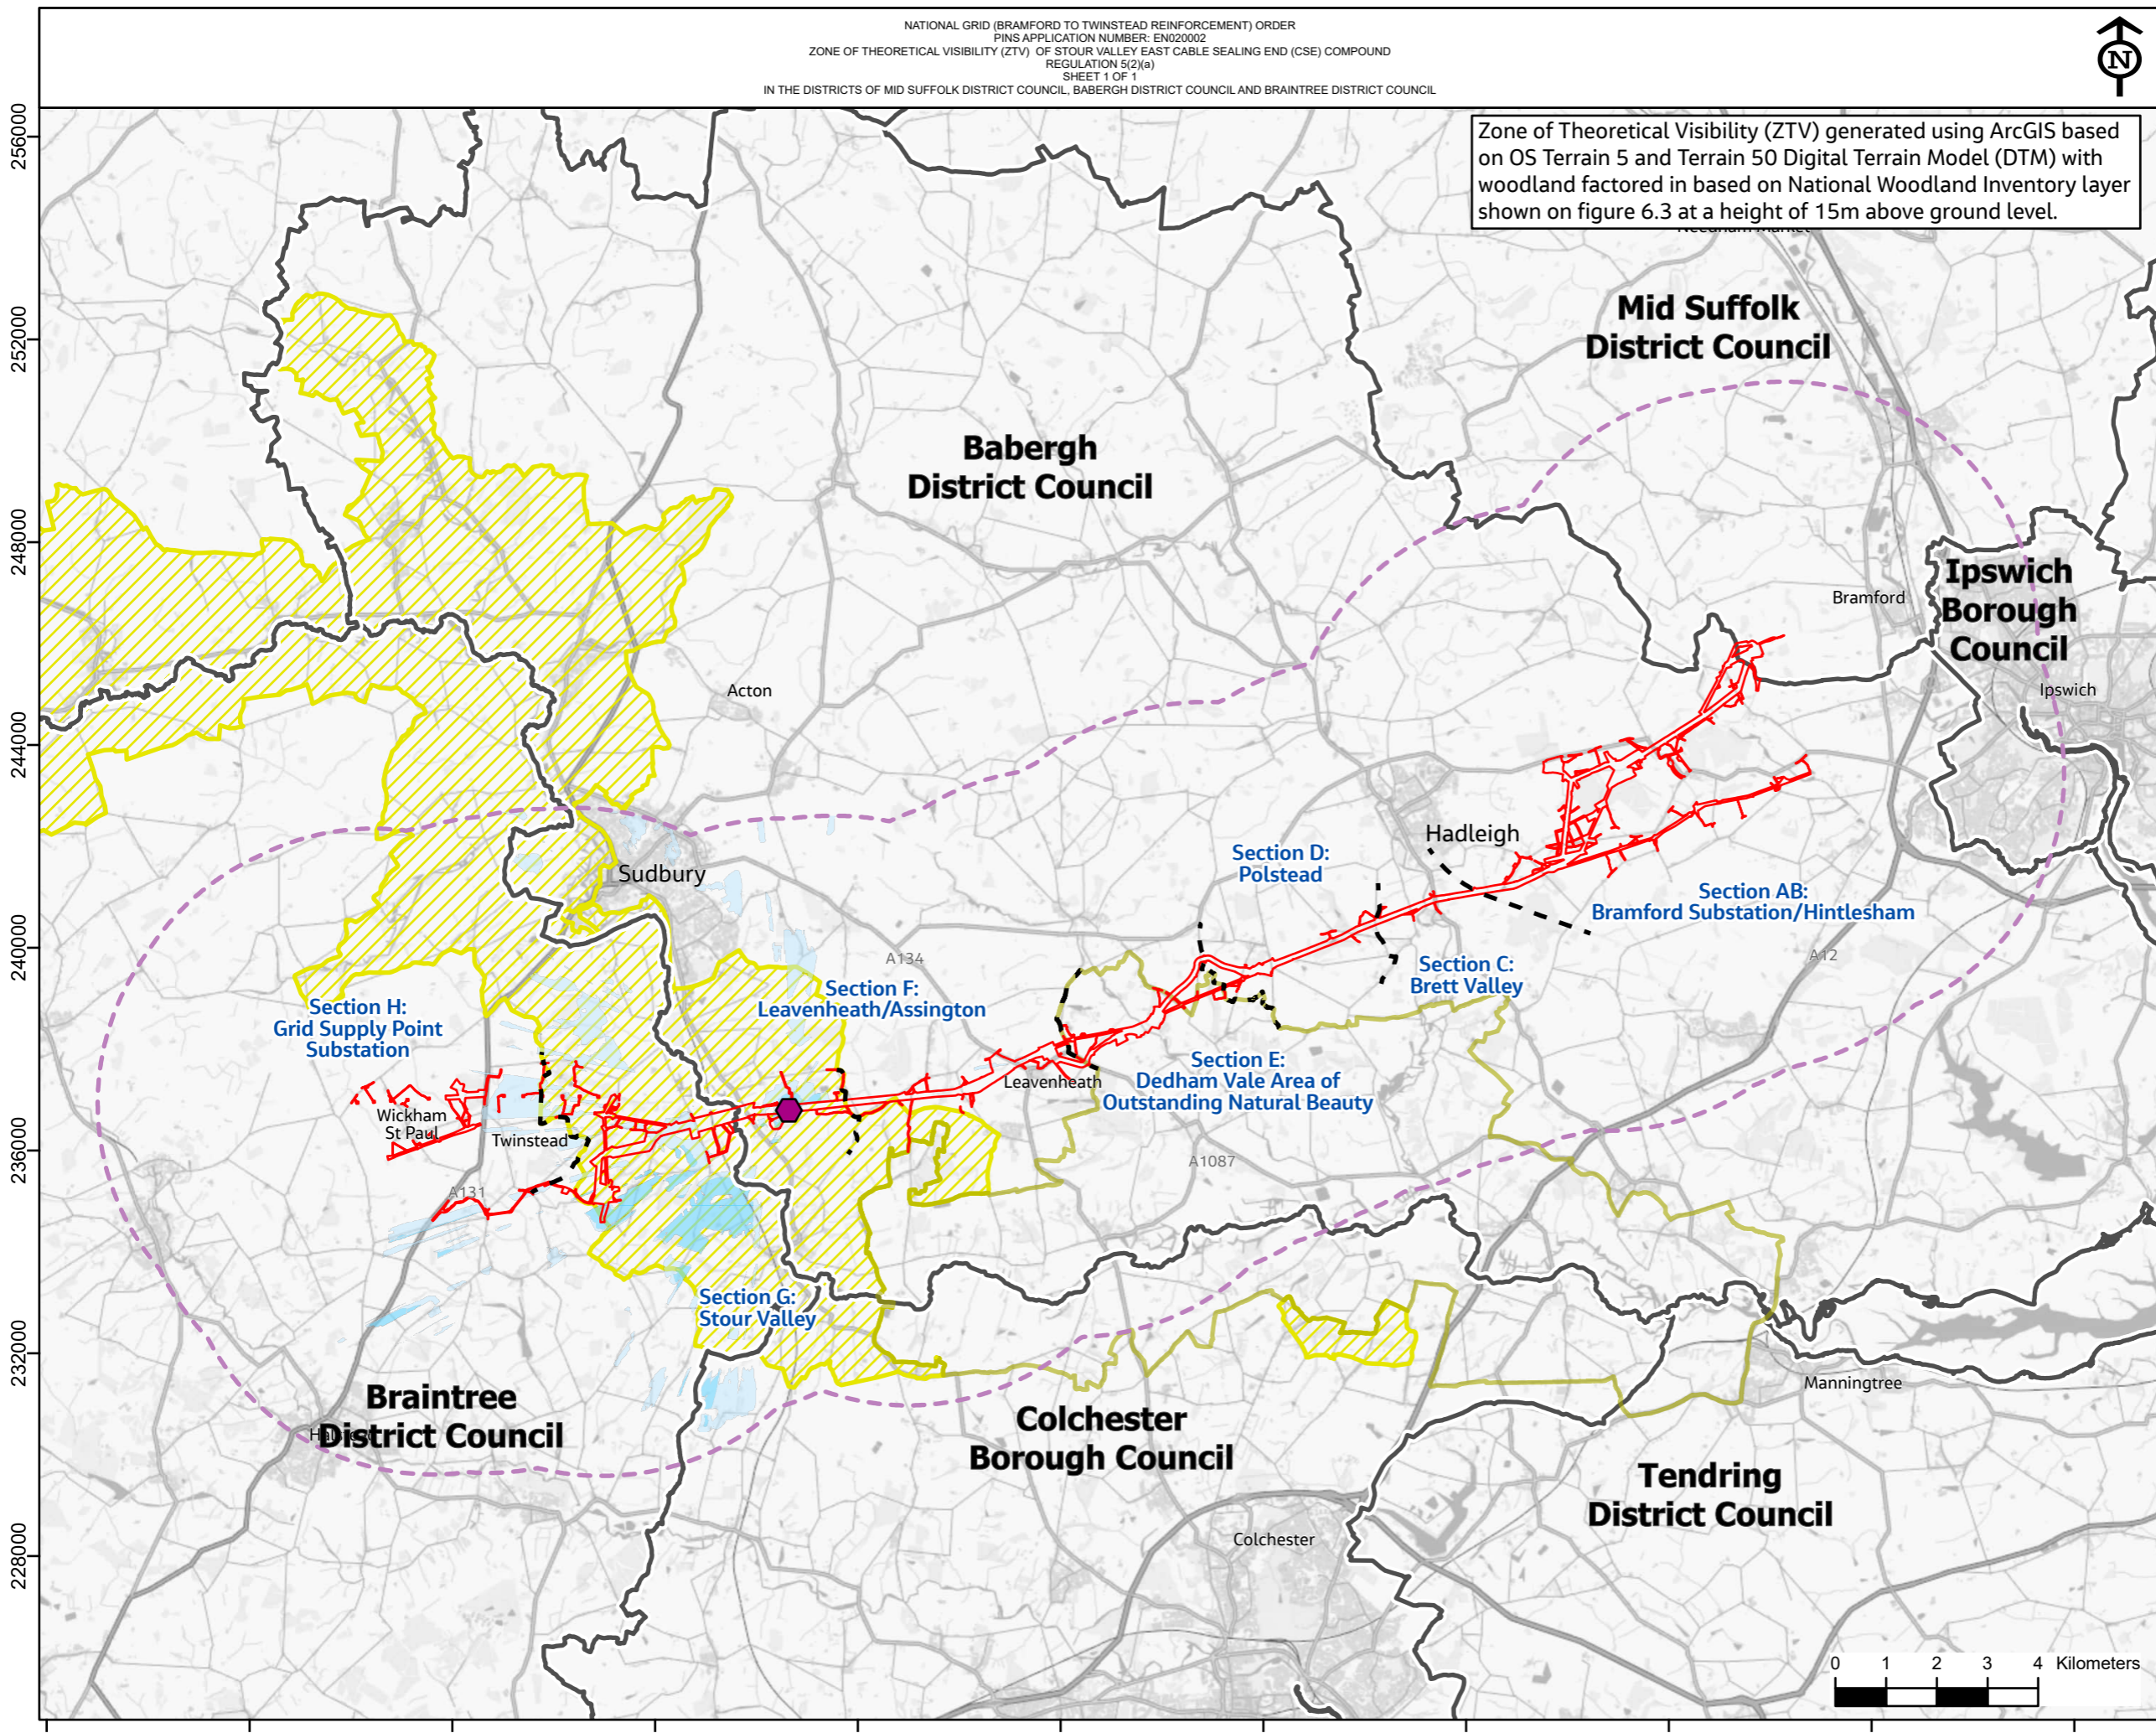 NATIONAL GRID (BRAMFORD TO TWINSTEAD REINFORCEMENT) ORDER
PINS APPLICATION NUMBER: EN020002
ZONE OF THEORETICAL VISIBILITY (ZTV) OF STOUR VALLEY EAST CABLE SEALING END (CSE) COMPOUND
REGULATION 5(2)(a)
SHEET 1 OF 1
IN THE DISTRICTS OF MID SUFFOLK DISTRICT COUNCIL, BABERGH DISTRICT COUNCIL AND BRAINTREE DISTRICT COUNCIL
N
Zone of Theoretical Visibility (ZTV) generated using ArcGIS based
on OS Terrain 5 and Terrain 50 Digital Terrain Model (DTM) with
woodland factored in based on National Woodland Inventory layer
shown on figure 6.3 at a height of 15m above ground level.
256000
252000
248000
244000
240000
236000
232000
228000
Mid Suffolk
District Council
Babergh
District Council
Ipswich
Borough
Council
Bramford
Ipswich
Acton
Hadleigh
Sudbury
Section D:
Polstead
Section AB:
Bramford Substation/Hintlesham
A134
A12
Section C:
Brett Valley
Section F:
Leavenheath/Assington
Section H:
Grid Supply Point
Substation
Section E:
Dedham Vale Area of
Outstanding Natural Beauty
Leavenheath
Wickham
St Paul
Twinstead
A1087
A131
Section G:
Stour Valley
Manningtree
Braintree
District Council
Colchester
Borough Council
Tendring
District Council
Colchester
0 1 2 3 4 Kilometers